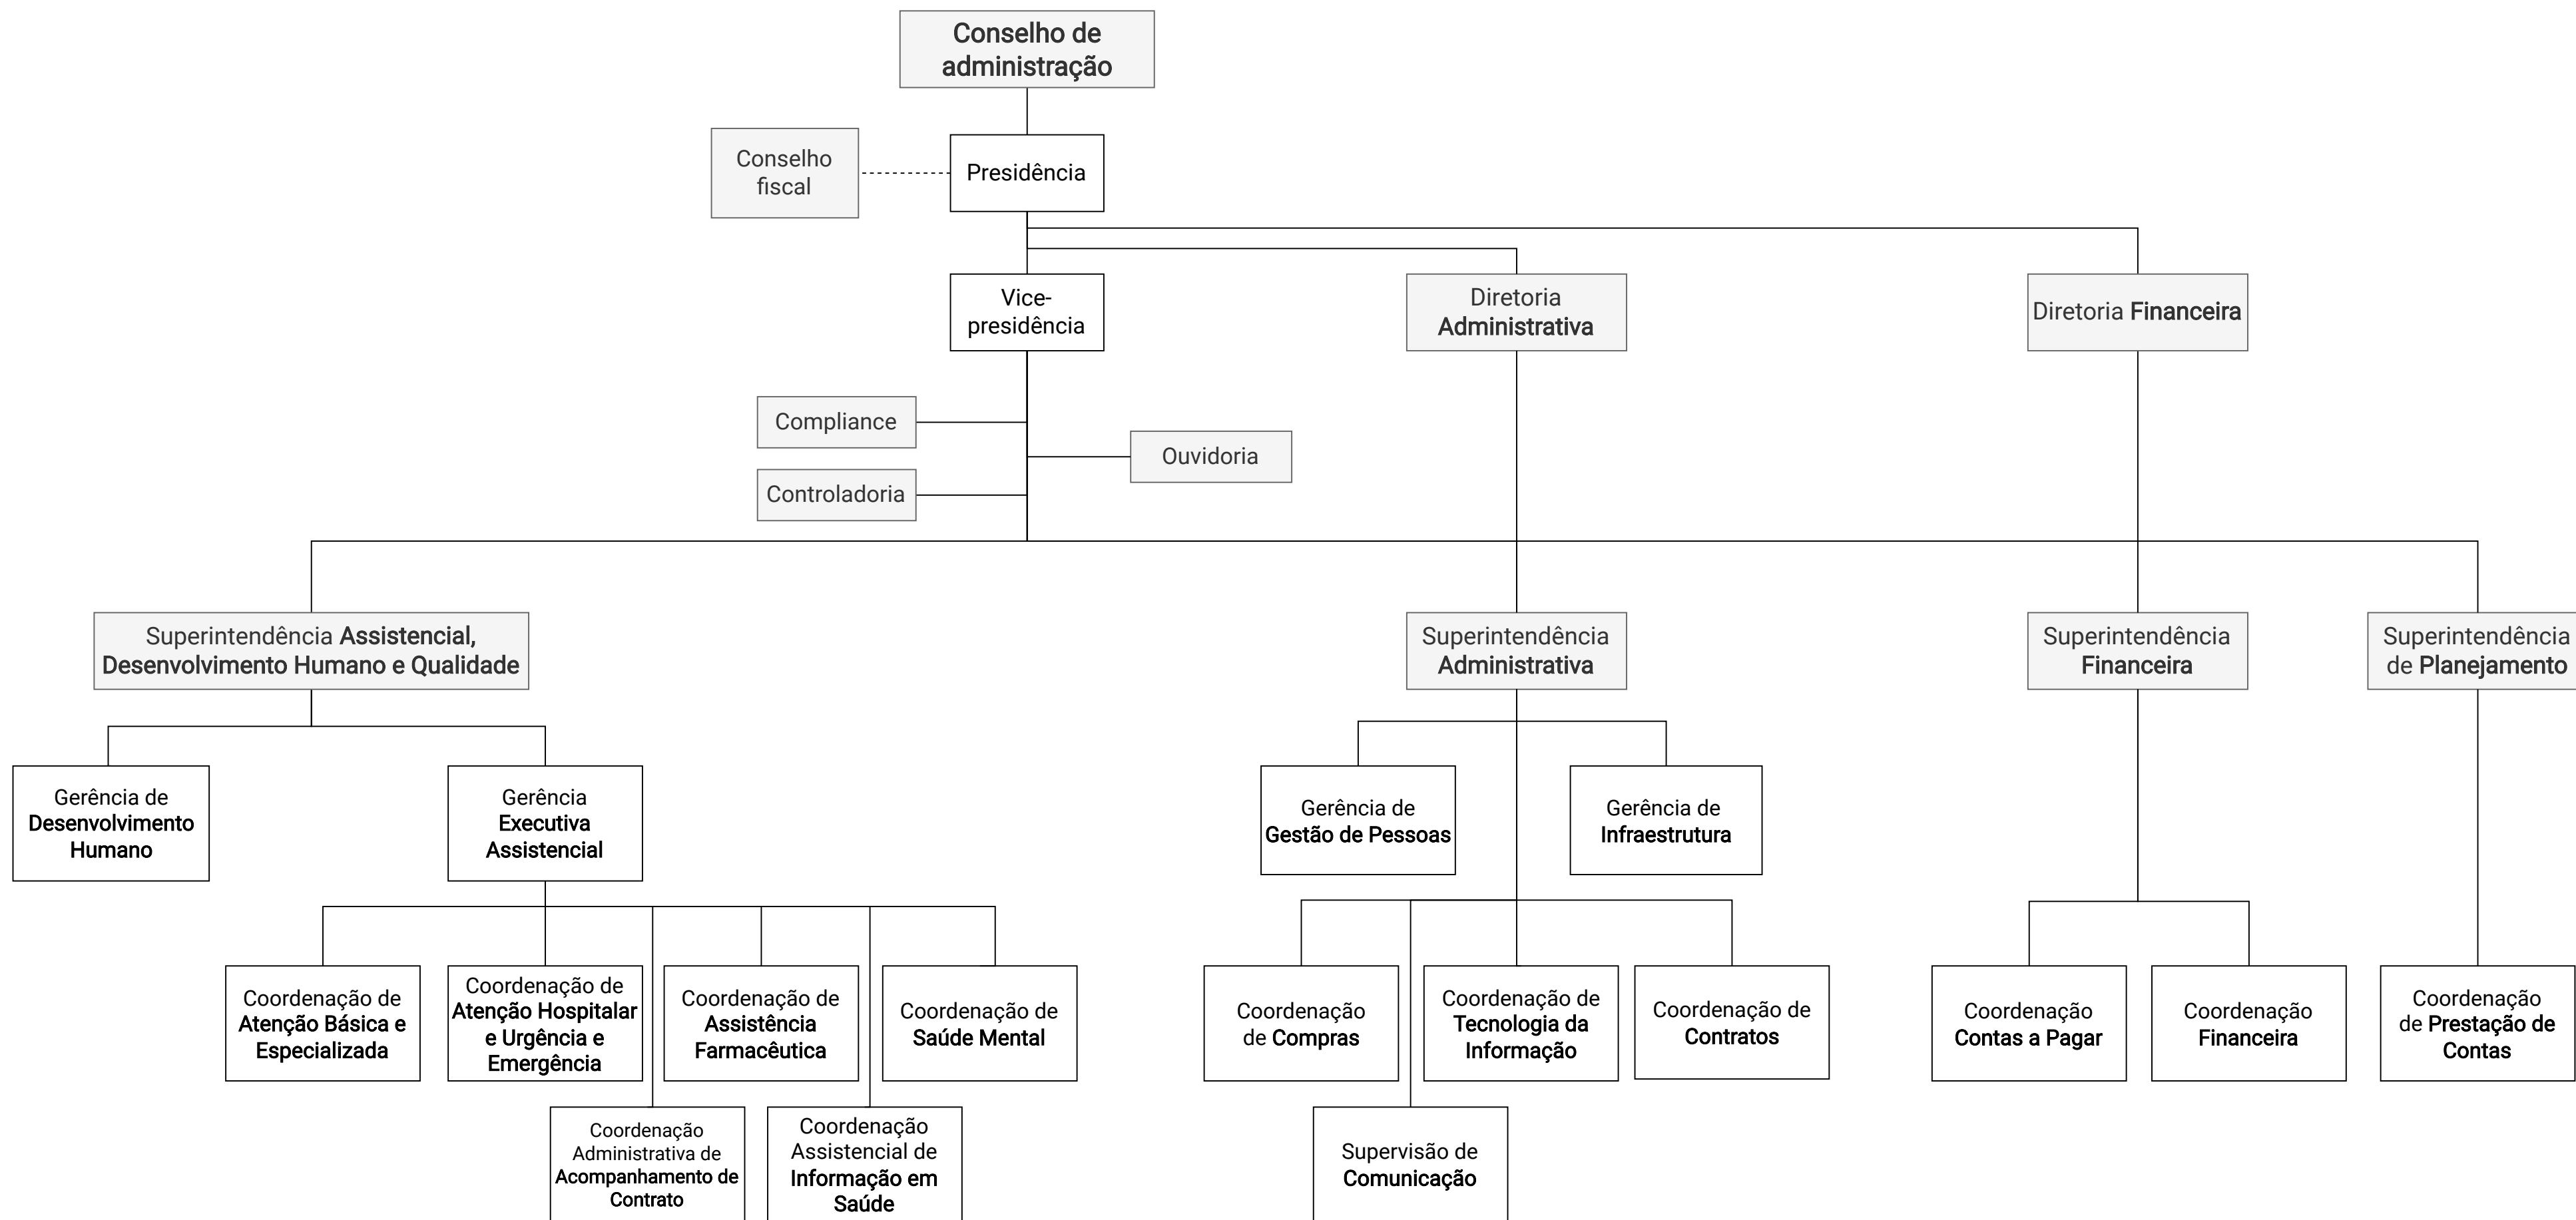 Conselho de
administração
Conselho
fiscal
Presidência
Vice-
presidência
Diretoria
Administrativa
Diretoria Financeira
Compliance
Ouvidoria
Controladoria
Superintendência Assistencial,
Desenvolvimento Humano e Qualidade
Superintendência
Administrativa
Superintendência
Financeira
Superintendência
de Planejamento
Gerência de
Desenvolvimento
Humano
Gerência
Executiva
Assistencial
Gerência de
Gestão de Pessoas
Gerência de
Infraestrutura
Coordenação de
Atenção Básica e
Especializada
Coordenação de
Atenção Hospitalar
e Urgência e
Emergência
Coordenação de
Assistência
Farmacêutica
Coordenação de
Saúde Mental
Coordenação
de Compras
Coordenação de
Tecnologia da
Informação
Coordenação de
Contratos
Coordenação
Contas a Pagar
Coordenação
Financeira
Coordenação
de Prestação de
Contas
Coordenação
Administrativa de
Acompanhamento de
Contrato
Coordenação
Assistencial de
Informação em
Saúde
Supervisão de
Comunicação